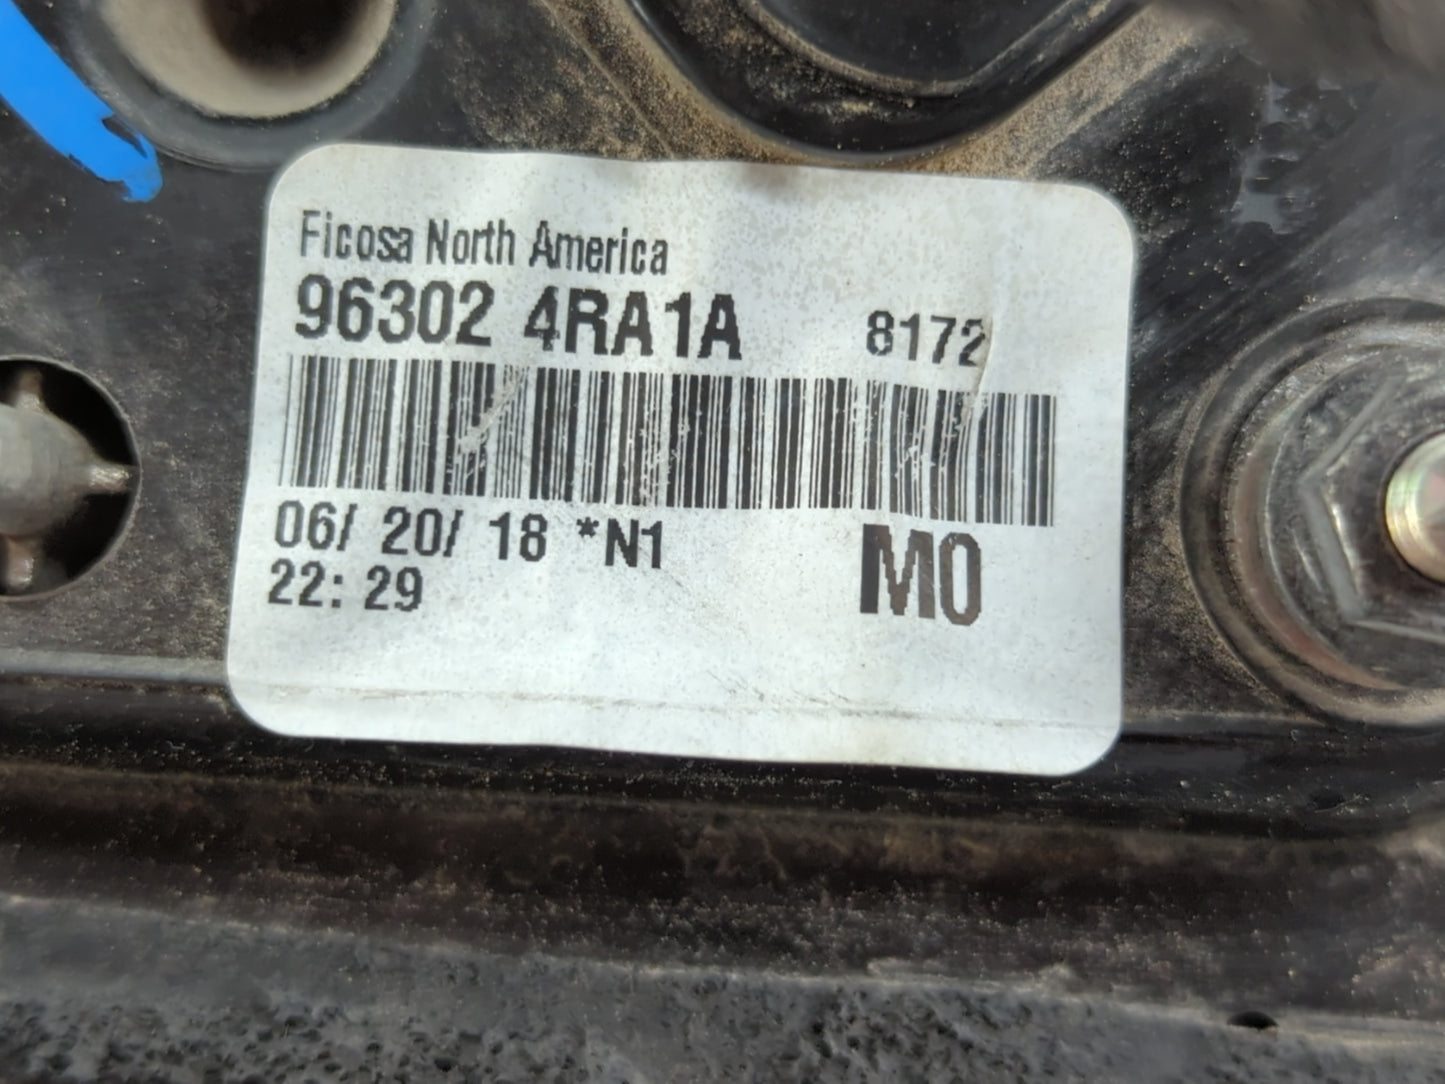 Ficosa North America
96302 4RA1A 8172
06/ 20/ 18 *N1 M0
22: 29